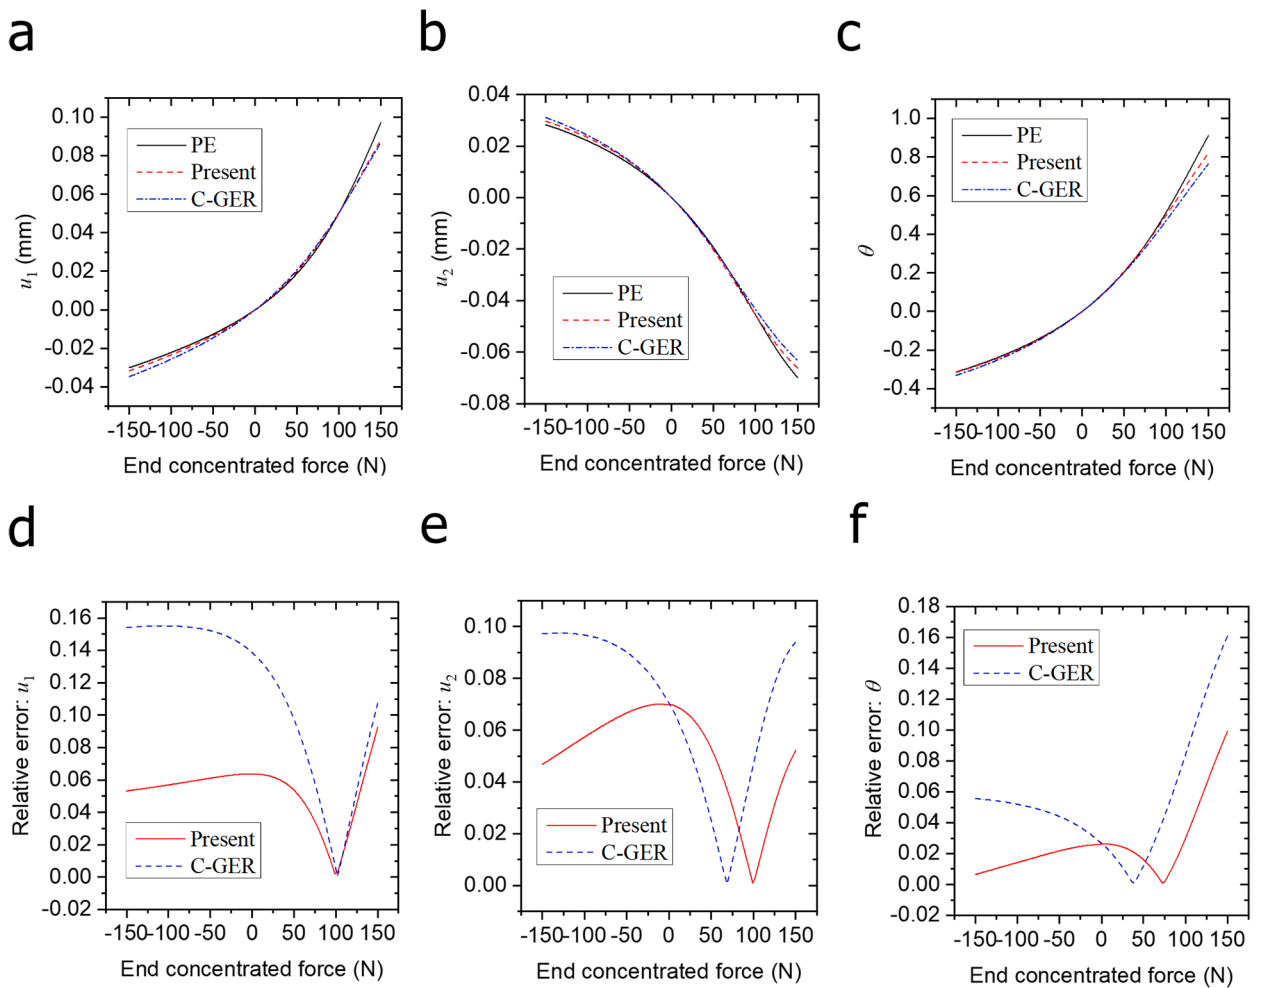 a
b
c
0.10
0.08
0.06
0.04
0.02
0.00
-0.02
-0.04
u1 (mm)
PE
Present
C-GER
-150
-100
-50
0
50
100
150
End concentrated force (N)
0.04
0.02
0.00
-0.02
-0.04
-0.06
-0.08
u2 (mm)
PE
Present
C-GER
-150
-100
-50
0
50
100
150
End concentrated force (N)
1.0
0.8
0.6
0.4
0.2
0.0
-0.2
-0.4
θ
PE
Present
C-GER
-150
-100
-50
0
50
100
150
End concentrated force (N)
d
e
f
0.16
0.14
0.12
0.10
0.08
0.06
0.04
0.02
0.00
-0.02
Relative error: u1
Present
C-GER
-150
-100
-50
0
50
100
150
End concentrated force (N)
0.10
0.08
0.06
0.04
0.02
0.00
Relative error: u2
Present
C-GER
-150
-100
-50
0
50
100
150
End concentrated force (N)
0.18
0.16
0.14
0.12
0.10
0.08
0.06
0.04
0.02
0.00
-0.02
Relative error: θ
Present
C-GER
-150
-100
-50
0
50
100
150
End concentrated force (N)